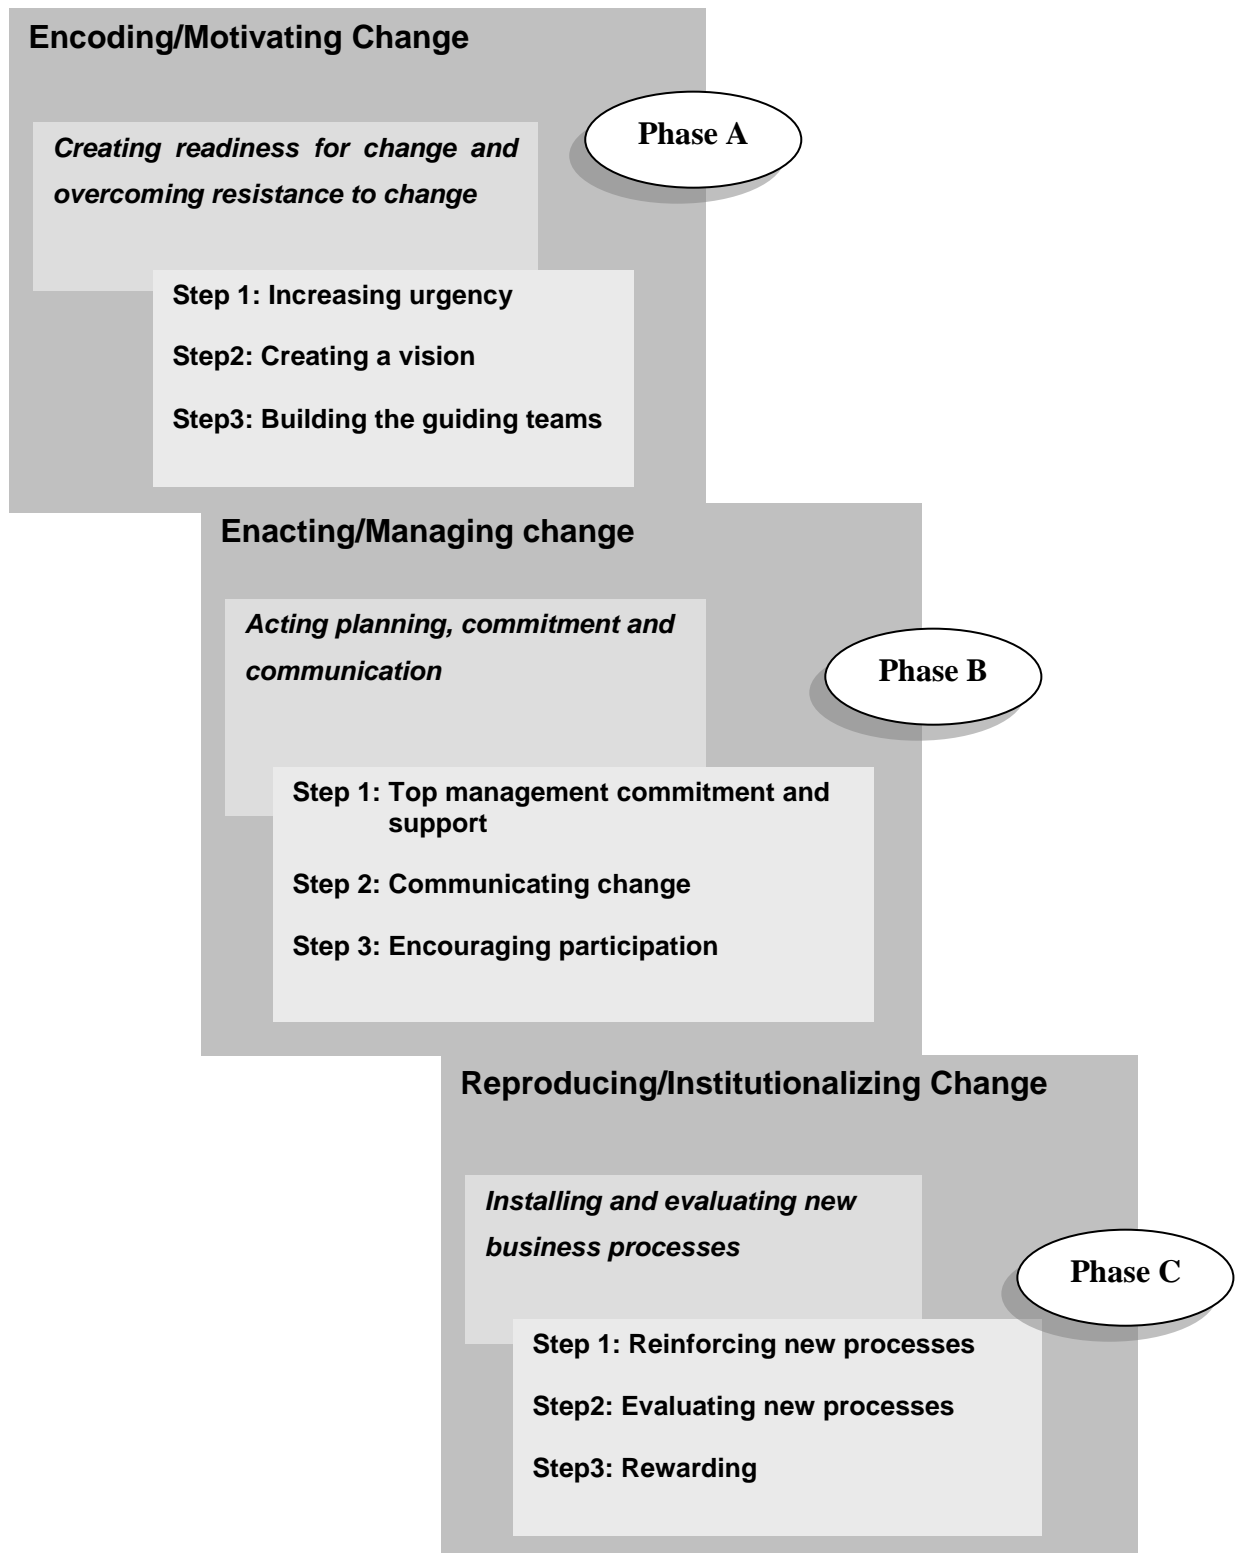 Encoding/Motivating Change
Phase A
Creating readiness for change and
overcoming resistance to change
Step 1: Increasing urgency
Step2: Creating a vision
Step3: Building the guiding teams
Enacting/Managing change
Acting planning, commitment and
communication
Phase B
Step 1: Top management commitment and
support
Step 2: Communicating change
Step 3: Encouraging participation
Reproducing/Institutionalizing Change
Installing and evaluating new
business processes
Phase C
Step 1: Reinforcing new processes
Step2: Evaluating new processes
Step3: Rewarding